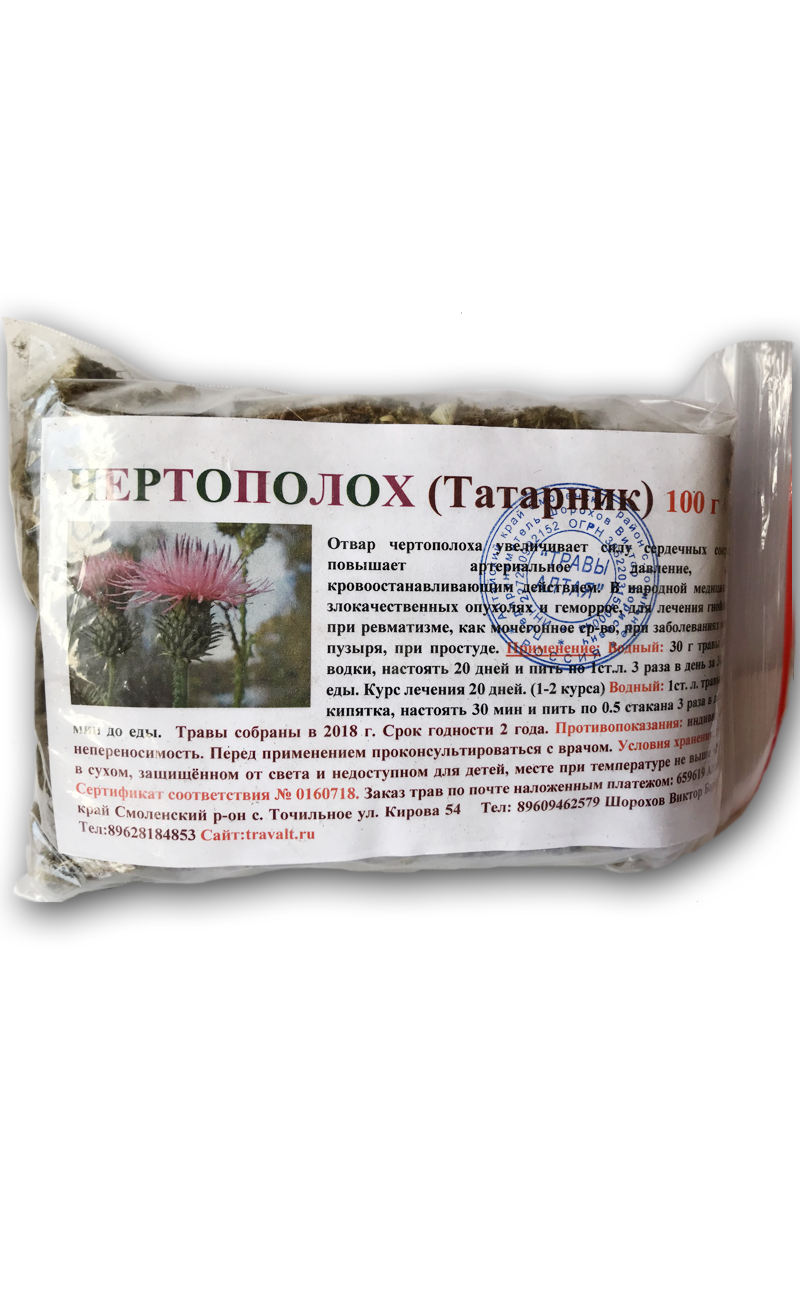 ЧЕРТОПОЛОХ (Татарник) 100 г
Отвар чертополоха увеличивает силу сердечных
повышает артериальное давление,
кровоостанавливающим действием. В народной
злокачественных опухолях и геморрое, для лечения
при ревматизме, как мочегонное ср-во, при заболеваниях
пузыря, при простуде. Применение: Водный: 30 г травы
водки, настоять 20 дней и пить по 1ст.л. 3 раза в день за
еды. Курс лечения 20 дней. (1-2 курса) Водный: 1ст. л. травы
кипятка, настоять 30 мин и пить по 0.5 стакана 3 раза в
мин до еды. Травы собраны в 2018 г. Срок годности 2 года. Противопоказания:
непереносимость. Перед применением проконсультироваться с врачом. Условия хранения:
в сухом, защищённом от света и недоступном для детей, месте при температуре не выше
Сертификат соответствия № 0160718. Заказ трав по почте наложенным платежом: 659619
край Смоленский р-он с. Точильное ул. Кирова 54 Тел: 89609462579 Шорохов Виктор
Тел:89628184853 Сайт:travalt.ru
"ТРАВЫ
АЛТАЯ"
РОССИЯ